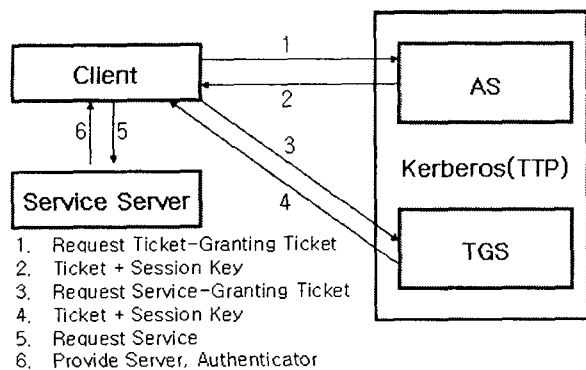 1
Client
2
AS
6
5
3
Kerberos(TTP)
4
Service Server
TGS
1. Request Ticket-Granting Ticket
2. Ticket + Session Key
3. Request Service-Granting Ticket
4. Ticket + Session Key
5. Request Service
6. Provide Server, Authenticator